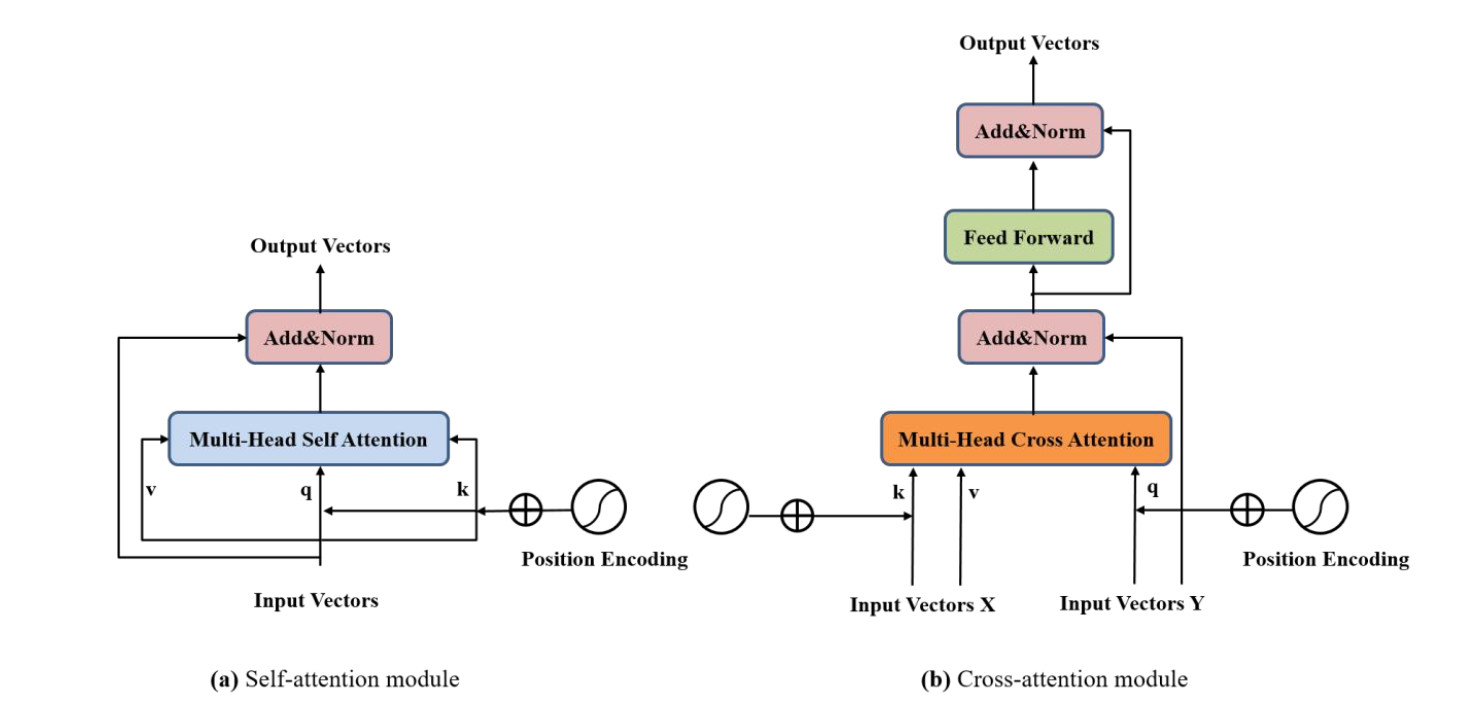 Output Vectors
Add&Norm
Multi-Head Self Attention
v
q
k
Position Encoding
Input Vectors
(a) Self-attention module
Output Vectors
Add&Norm
Feed Forward
Add&Norm
Multi-Head Cross Attention
k
v
q
Position Encoding
Input Vectors X
Input Vectors Y
(b) Cross-attention module